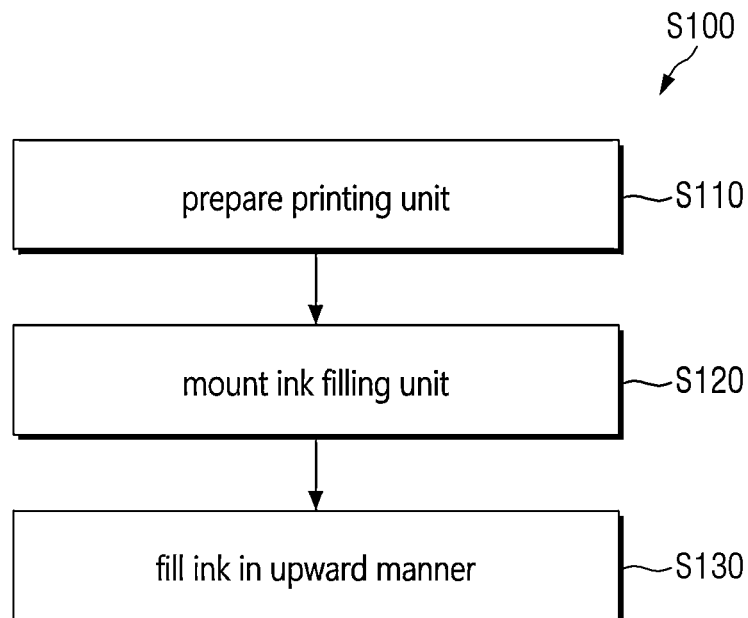 S100
prepare printing unit
S110
mount ink filling unit
S120
fill ink in upward manner
S130